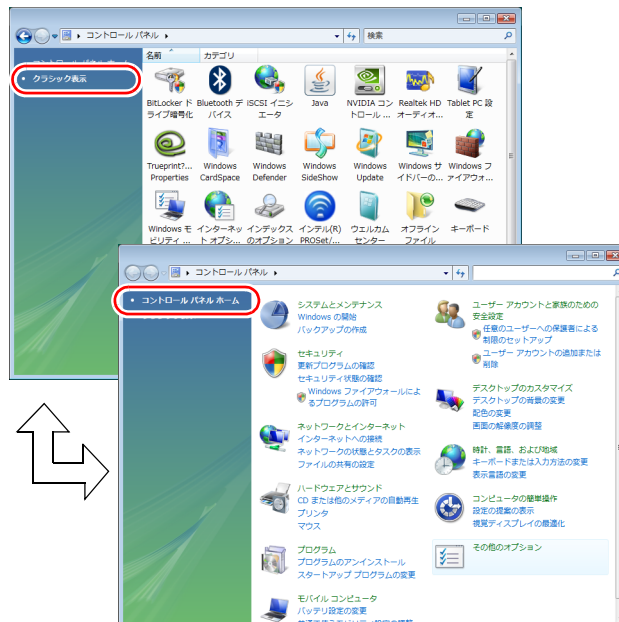 コントロール パネル
検索
クラシック表示
名前 カテゴリ
BitLocker ド
ライブ暗号化
Bluetooth デ
バイス
iSCSI イニシ
エータ
Java
NVIDIA コン
トロール ...
Realtek HD
オーディオ...
Tablet PC 設
定
Trueprint?...
Properties
Windows
CardSpace
Windows
Defender
Windows
SideShow
Windows
Update
Windows サ
イドバーの...
Windows フ
ァイアウォ...
Windows モ
ビリティ ...
インターネッ
ト オプシ...
インデックス
のオプション
インテル(R)
PROSet/...
ウエルカム
センター
オフライン
ファイル
キーボード
コントロール パネル
コントロール パネル ホーム
システムとメンテナンス
Windows の開始
バックアップの作成
セキュリティ
更新プログラムの確認
セキュリティ状態の確認
Windows ファイアウォールによ
るプログラムの許可
ネットワークとインターネット
インターネットへの接続
ネットワークの状態とタスクの表示
ファイルの共有の設定
ハードウェアとサウンド
CD または他のメディアの自動再生
プリンタ
マウス
プログラム
プログラムのアンインストール
スタートアップ プログラムの変更
モバイル コンピュータ
バッテリ設定の変更
ユーザー アカウントと家族のための
安全設定
任意のユーザーへの保護者による
制限のセットアップ
ユーザー アカウントの追加または
削除
デスクトップのカスタマイズ
デスクトップの背景の変更
配色の変更
画面の解像度の調整
時計、言語、および地域
キーボードまたは入力方法の変更
表示言語の変更
コンピュータの簡単操作
設定の提案の表示
視覚ディスプレイの最適化
その他のオプション